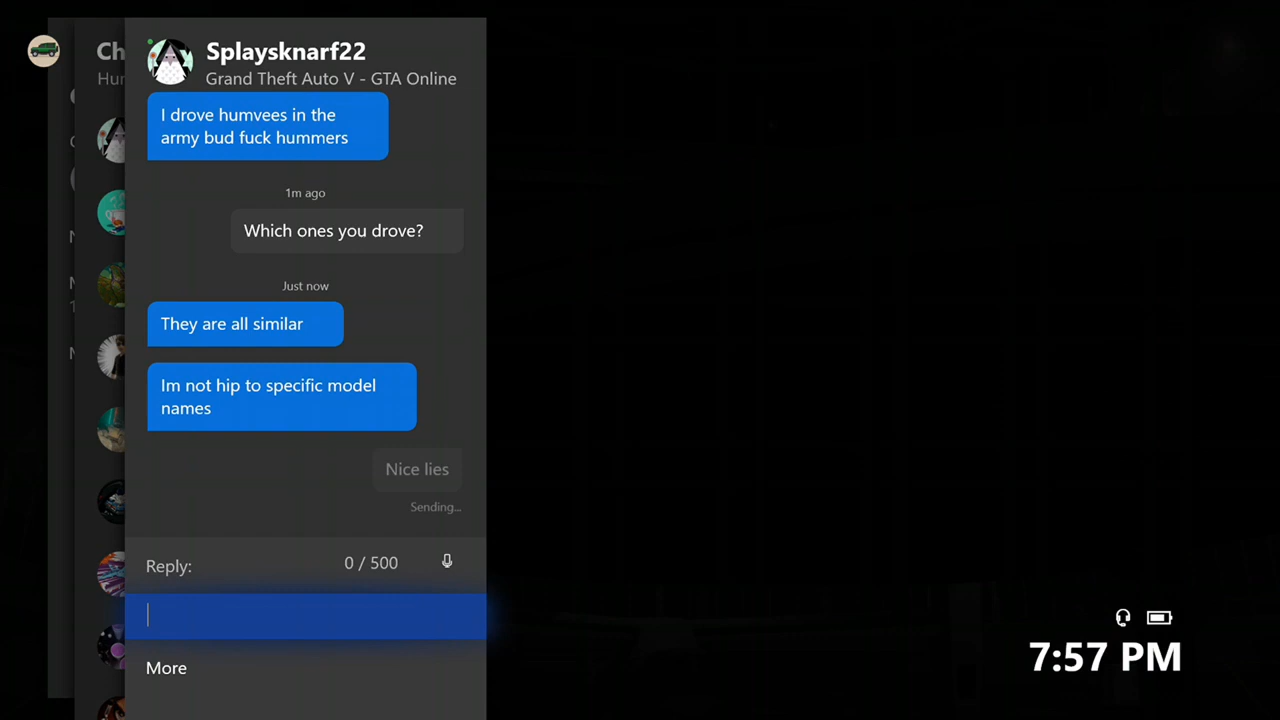 Ch
Hur
Splaysknarf22
Grand Theft Auto V - GTA Online
I drove humvees in the
army bud fuck hummers
1m ago
Which ones you drove?
Just now
They are all similar
Im not hip to specific model
names
Nice lies
Sending...
Reply:
0 / 500
More
7:57 PM